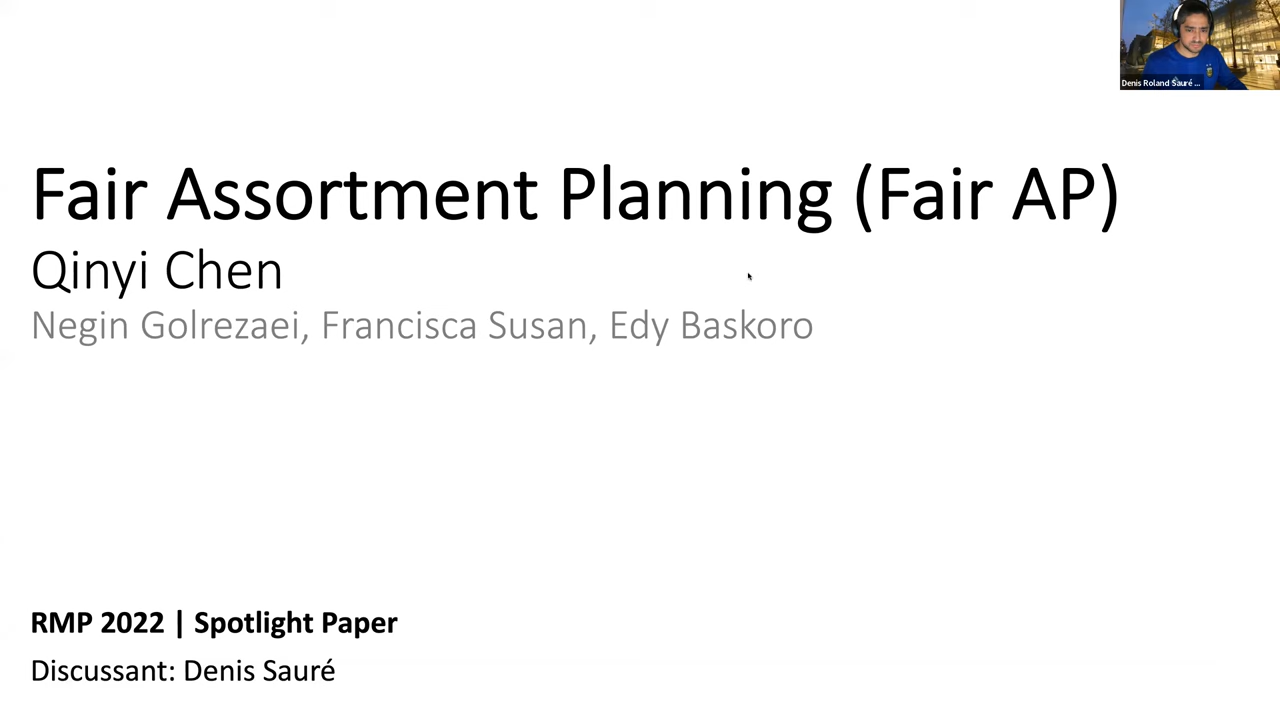 Denis Roland Sauré ...
Fair Assortment Planning (Fair AP)
Qinyi Chen
Negin Golrezaei, Francisca Susan, Edy Baskoro
RMP 2022 | Spotlight Paper
Discussant: Denis Sauré